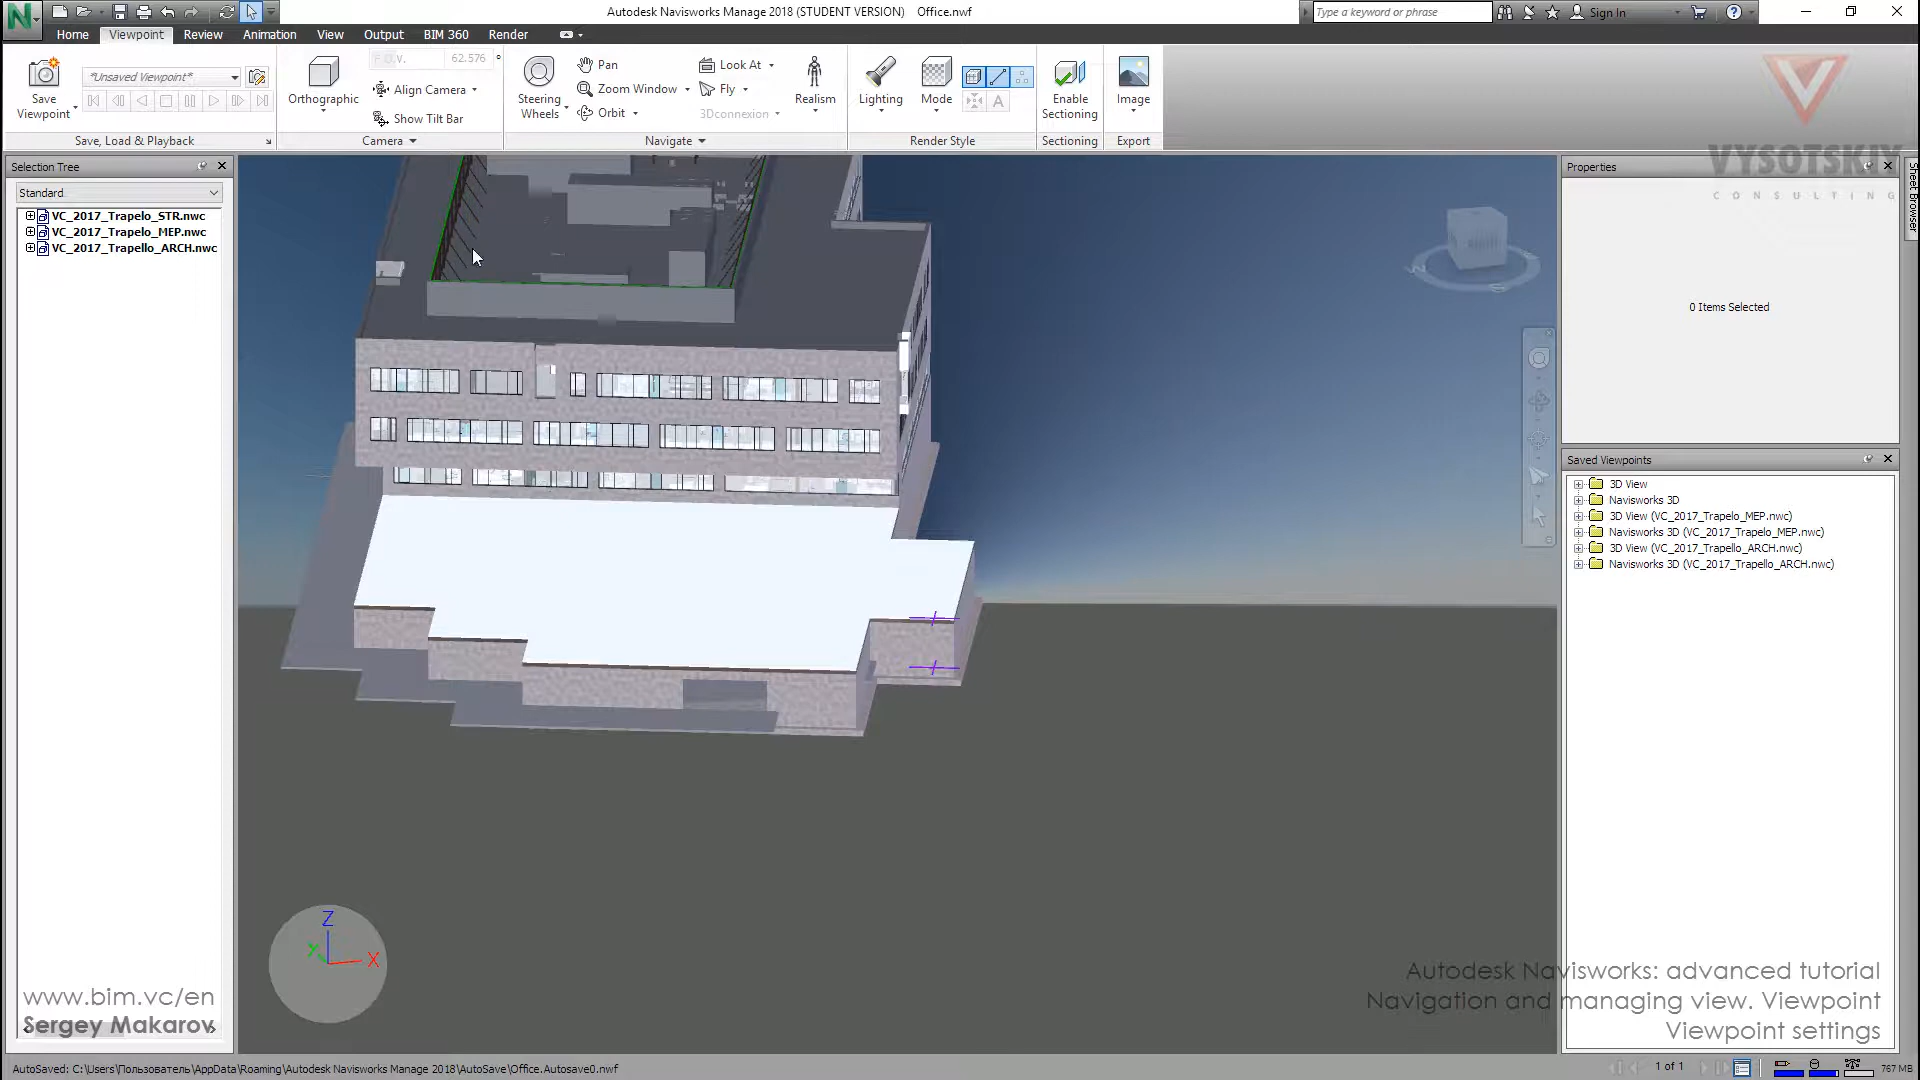 Autodesk Navisworks Manage 2018 (STUDENT VERSION) Office.nwf
Type a keyword or phrase
Sign In
Home Viewpoint Review Animation View Output BIM 360 Render
Save Viewpoint
*Unsaved Viewpoint*
Save, Load & Playback
Orthographic
F.O.V. 62.576 °
Align Camera
Show Tilt Bar
Camera
Steering Wheels
Pan
Zoom Window
Orbit
Look At
Fly
3Dconnexion
Realism
Navigate
Lighting
Mode
Render Style
Enable Sectioning
Sectioning
Image
Export
VYSOTSKIY
CONSULTING
Selection Tree
Standard
VC_2017_Trapelo_STR.nwc
VC_2017_Trapelo_MEP.nwc
VC_2017_Trapello_ARCH.nwc
Properties
0 Items Selected
Sheet Browser
Saved Viewpoints
3D View
Navisworks 3D
3D View (VC_2017_Trapelo_MEP.nwc)
Navisworks 3D (VC_2017_Trapelo_MEP.nwc)
3D View (VC_2017_Trapello_ARCH.nwc)
Navisworks 3D (VC_2017_Trapello_ARCH.nwc)
Z
Y
X
www.bim.vc/en
Sergey Makarov
Autodesk Navisworks: advanced tutorial
Navigation and managing view. Viewpoint
Viewpoint settings
AutoSaved: C:\Users\Пользователь\AppData\Roaming\Autodesk Navisworks Manage 2018\AutoSave\Office.Autosave0.nwf
1 of 1
767 MB